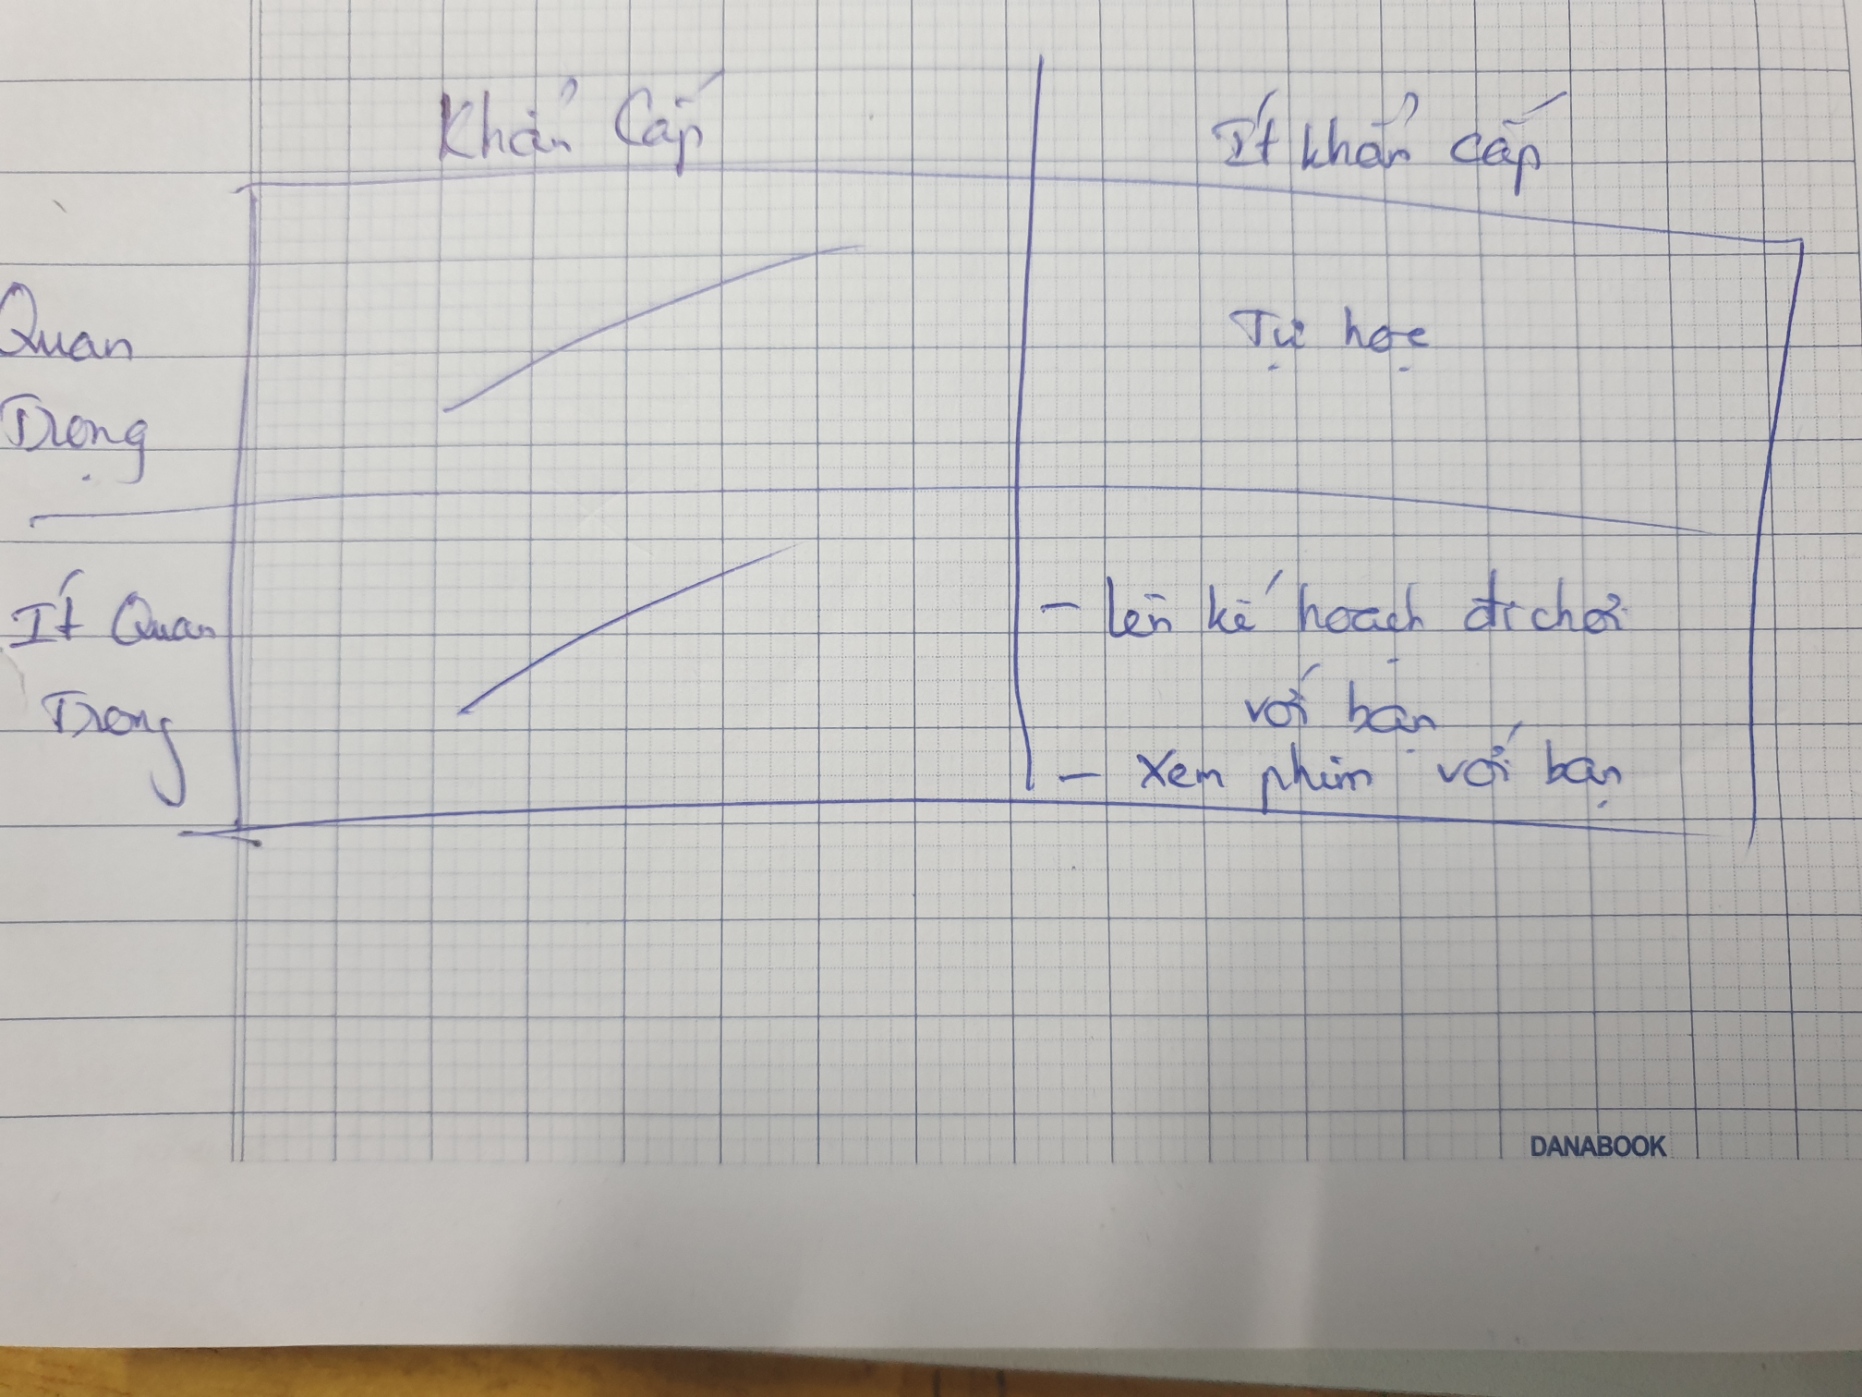 Khẩn Cấp
Ít khẩn cấp
Quan
Trọng
Tự học
Ít Quan
Trọng
- lên kế hoạch đi chơi
với bạn
- Xem phim với bạn
DANABOOK